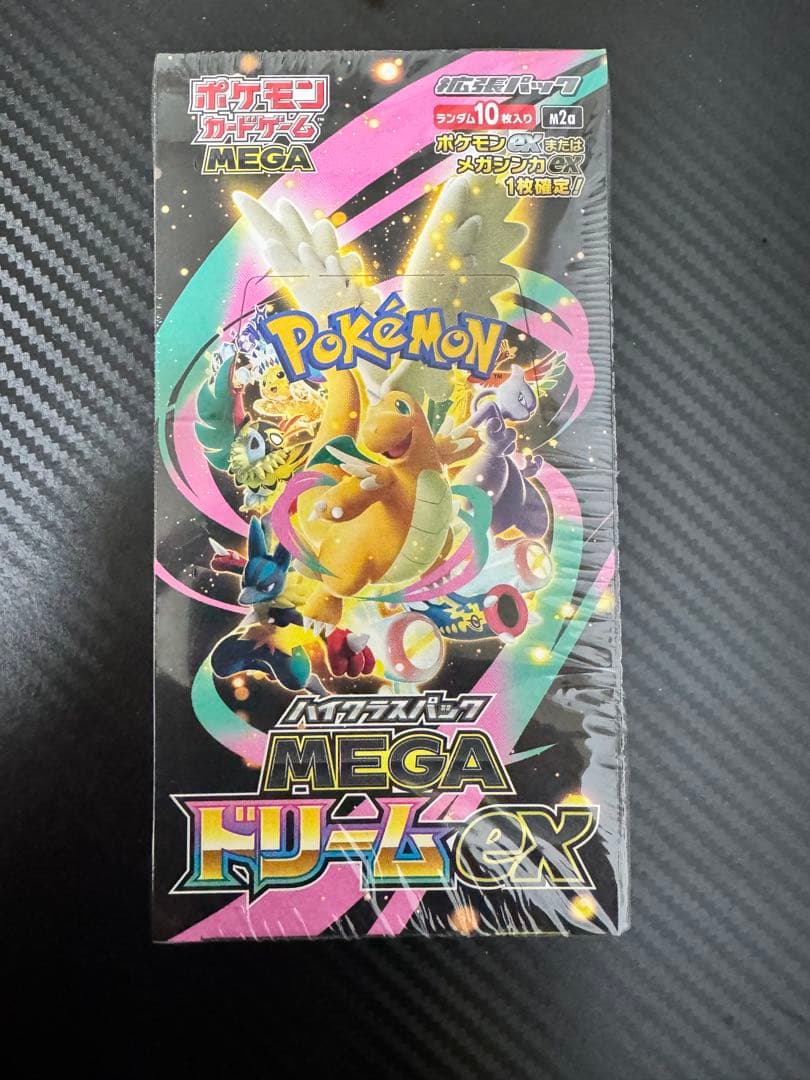 ポケモン
カードゲーム
MEGA
拡張パック
ランダム10枚入り M2a
ポケモンexまたは
メガシンカex
1枚確定！
POKéMON
TM
ハイクラスパック
MEGA
ドリームex